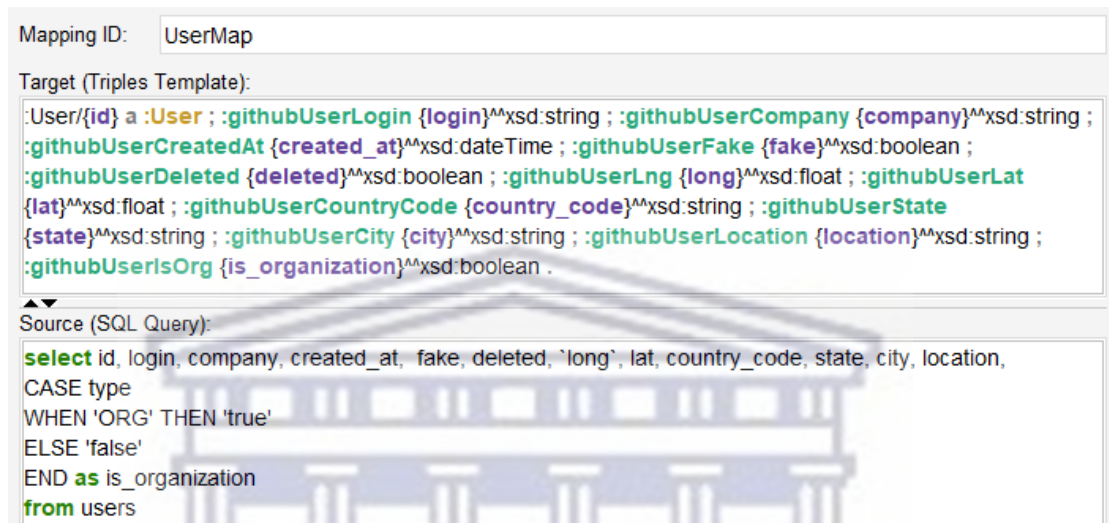 Mapping ID: UserMap
Target (Triples Template):
:User/{id} a :User ; :githubUserLogin {login}^^xsd:string ; :githubUserCompany {company}^^xsd:string ;
:githubUserCreatedAt {created_at}^^xsd:dateTime ; :githubUserFake {fake}^^xsd:boolean ;
:githubUserDeleted {deleted}^^xsd:boolean ; :githubUserLng {long}^^xsd:float ; :githubUserLat
{lat}^^xsd:float ; :githubUserCountryCode {country_code}^^xsd:string ; :githubUserState
{state}^^xsd:string ; :githubUserCity {city}^^xsd:string ; :githubUserLocation {location}^^xsd:string ;
:githubUserIsOrg {is_organization}^^xsd:boolean .
Source (SQL Query):
select id, login, company, created_at, fake, deleted, `long`, lat, country_code, state, city, location,
CASE type
WHEN 'ORG' THEN 'true'
ELSE 'false'
END as is_organization
from users